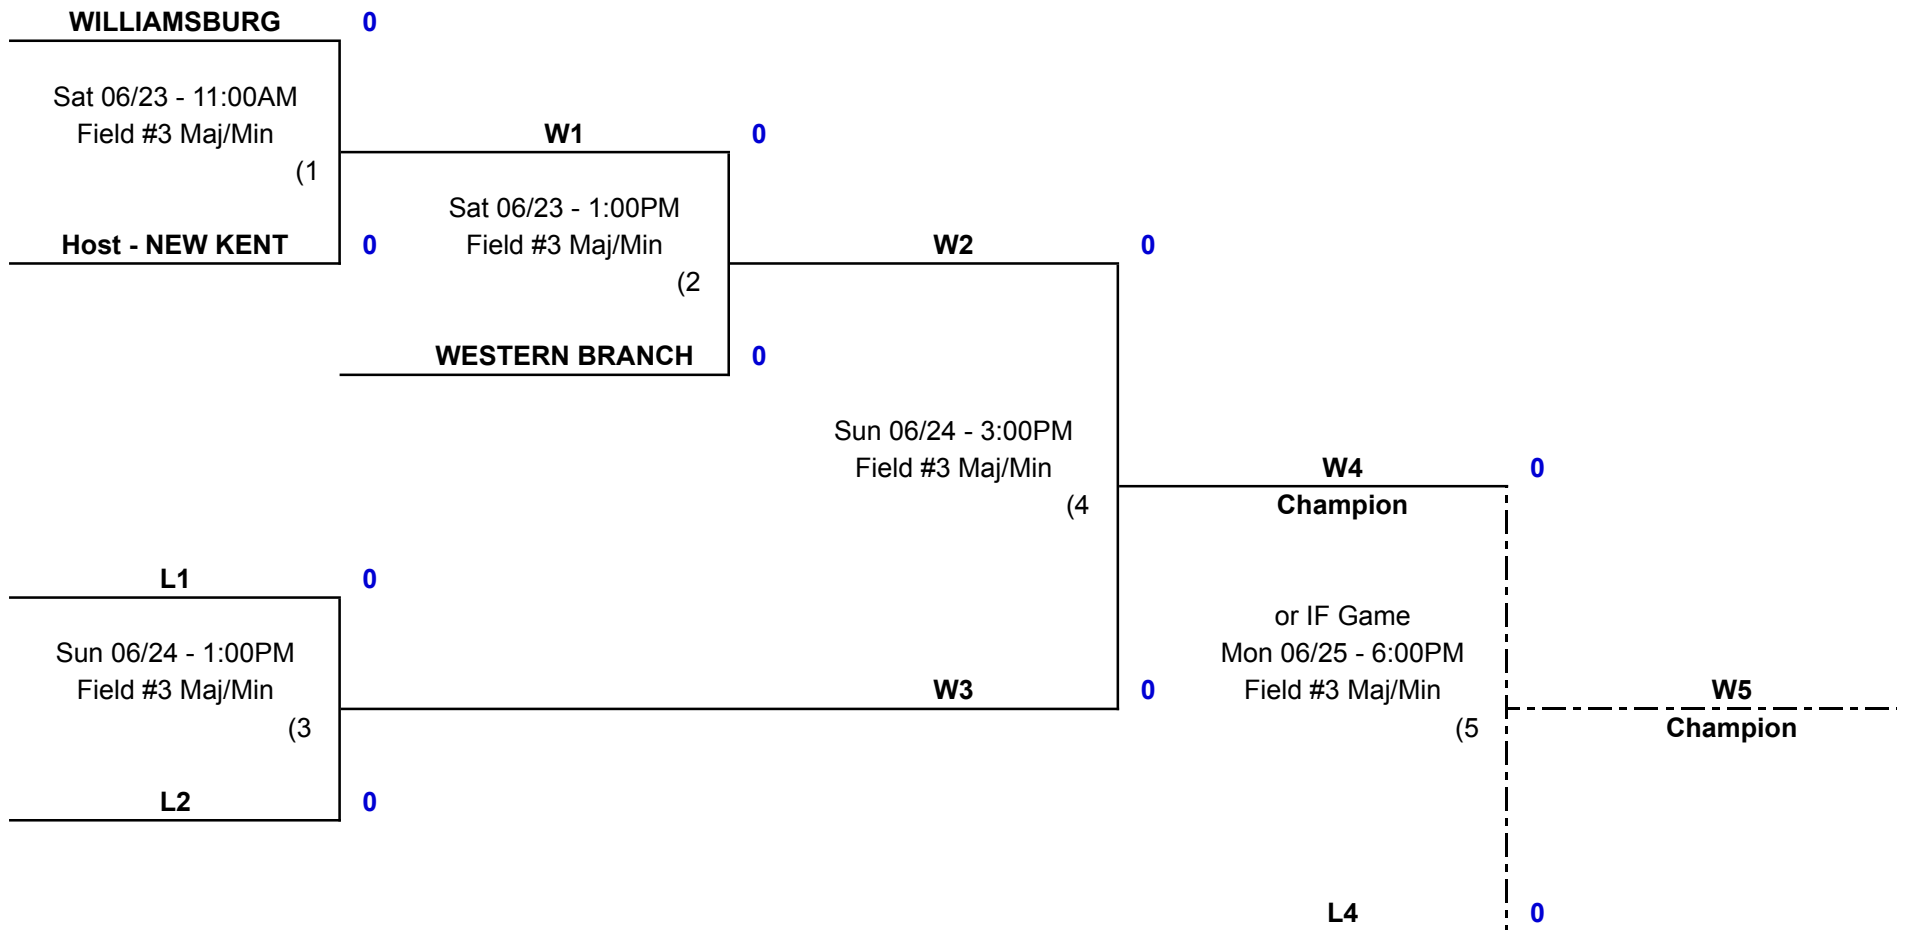 WILLIAMSBURG 0
Sat 06/23 - 11:00AM
Field #3 Maj/Min
(1
Host - NEW KENT 0
W1 0
Sat 06/23 - 1:00PM
Field #3 Maj/Min
(2
WESTERN BRANCH 0
W2 0
Sun 06/24 - 3:00PM
Field #3 Maj/Min
(4
L1 0
Sun 06/24 - 1:00PM
Field #3 Maj/Min
(3
L2 0
W3 0
W4 0
Champion
or IF Game
Mon 06/25 - 6:00PM
Field #3 Maj/Min
(5
L4 0
W5
Champion